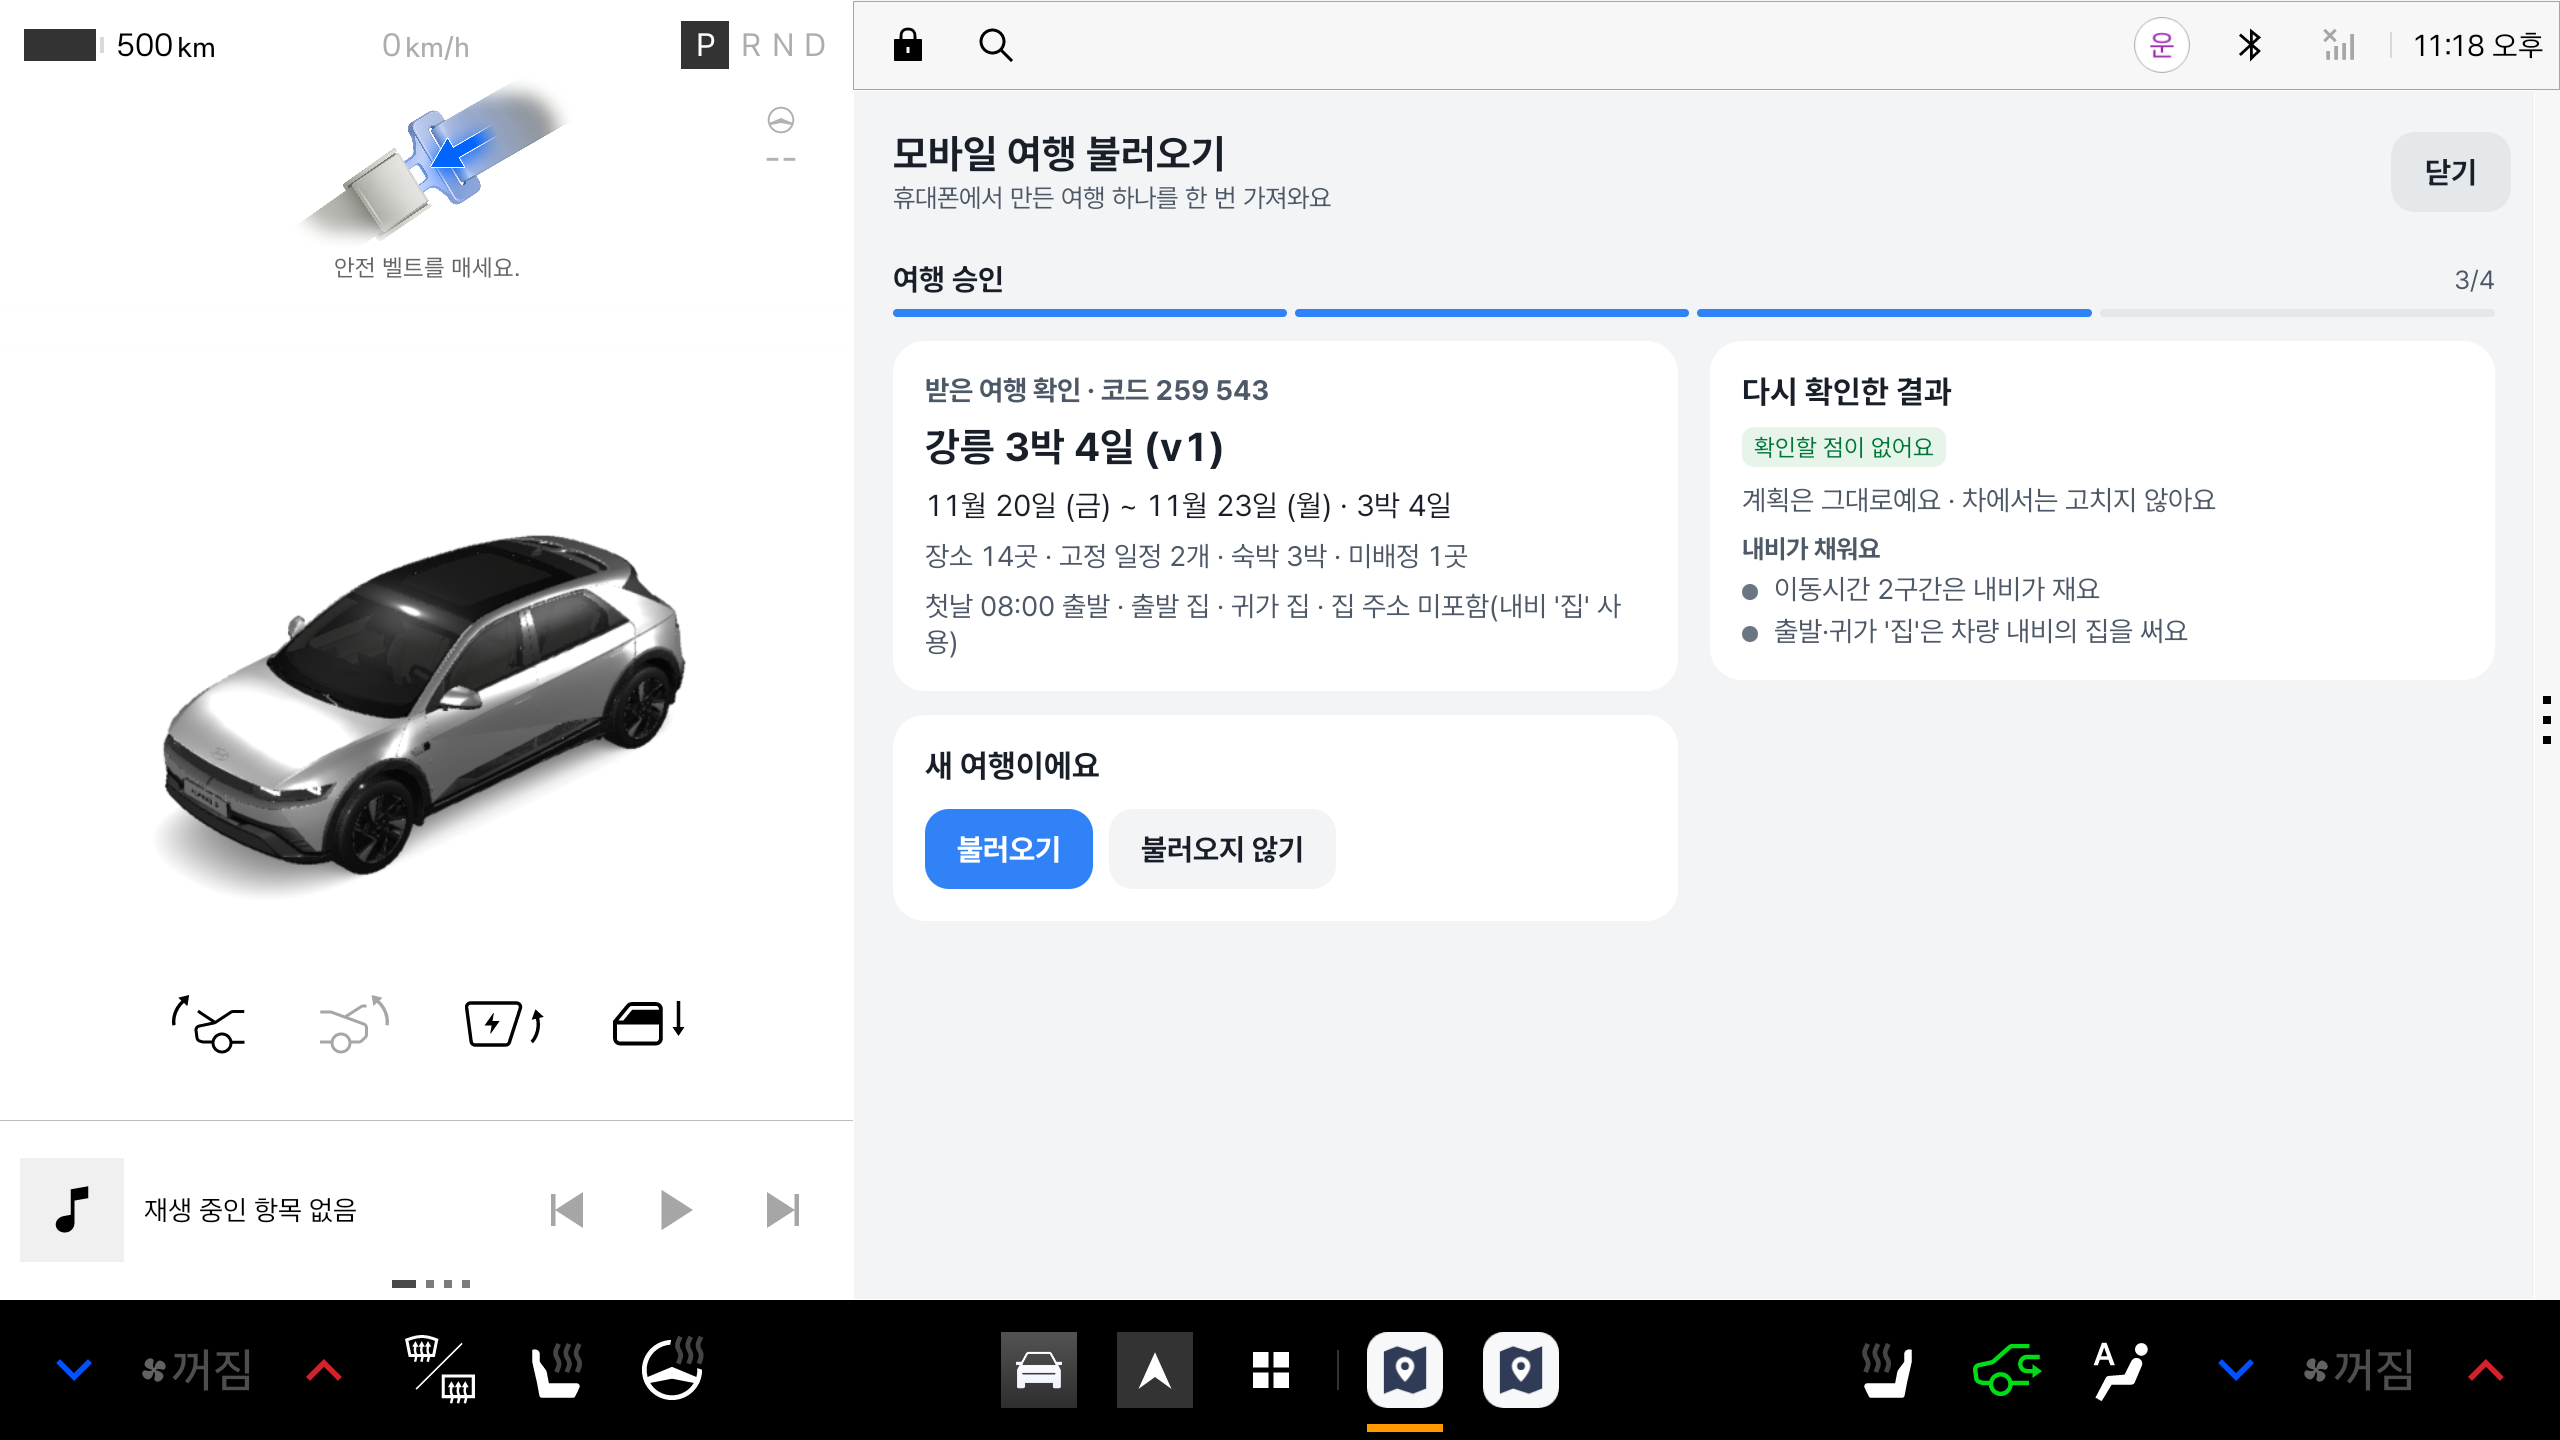 500 km
0 km/h
P R N D
안전 벨트를 매세요.
운
11:18 오후
모바일 여행 불러오기
휴대폰에서 만든 여행 하나를 한 번 가져와요
닫기
여행 승인
3/4
받은 여행 확인 · 코드 259 543
강릉 3박 4일 (v1)
11월 20일 (금) ~ 11월 23일 (월) · 3박 4일
장소 14곳 · 고정 일정 2개 · 숙박 3박 · 미배정 1곳
첫날 08:00 출발 · 출발 집 · 귀가 집 · 집 주소 미포함(내비 '집' 사
용)
다시 확인한 결과
확인할 점이 없어요
계획은 그대로예요 · 차에서는 고치지 않아요
내비가 채워요
이동시간 2구간은 내비가 재요
출발·귀가 '집'은 차량 내비의 집을 써요
새 여행이에요
불러오기
불러오지 않기
재생 중인 항목 없음
꺼짐
A
꺼짐